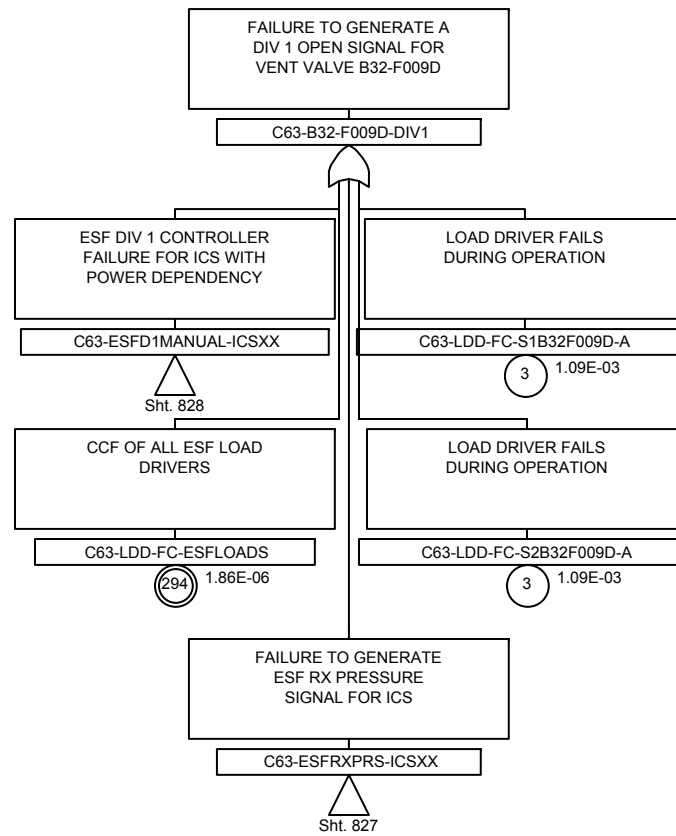 FAILURE TO GENERATE A
DIV 1 OPEN SIGNAL FOR
VENT VALVE B32-F009D
C63-B32-F009D-DIV1
ESF DIV 1 CONTROLLER
FAILURE FOR ICS WITH
POWER DEPENDENCY
C63-ESFD1MANUAL-ICSXX
Sht. 828
LOAD DRIVER FAILS
DURING OPERATION
C63-LDD-FC-S1B32F009D-A
3 1.09E-03
CCF OF ALL ESF LOAD
DRIVERS
C63-LDD-FC-ESFLOADS
294 1.86E-06
LOAD DRIVER FAILS
DURING OPERATION
C63-LDD-FC-S2B32F009D-A
3 1.09E-03
FAILURE TO GENERATE
ESF RX PRESSURE
SIGNAL FOR ICS
C63-ESFRXPRS-ICSXX
Sht. 827